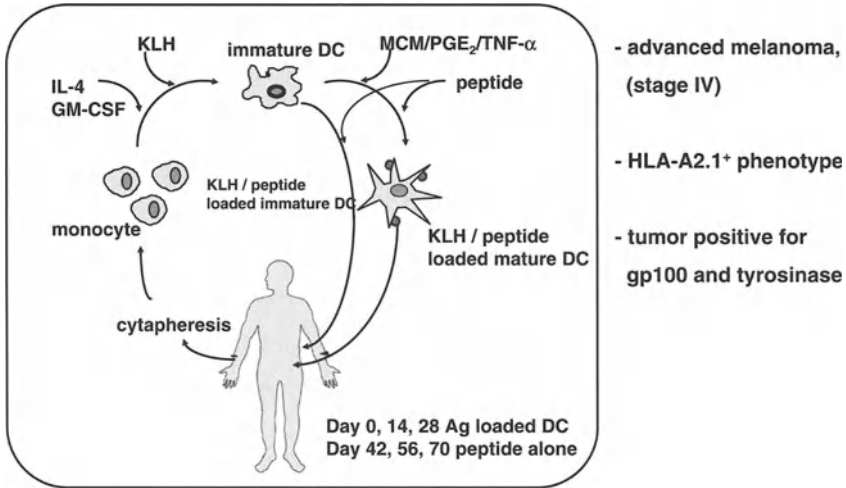 KLH
immature DC
MCM/PGE₂/TNF-α
IL-4
GM-CSF
peptide
KLH / peptide
loaded immature DC
monocyte
KLH / peptide
loaded mature DC
cytapheresis
Day 0, 14, 28 Ag loaded DC
Day 42, 56, 70 peptide alone
- advanced melanoma,
(stage IV)
- HLA-A2.1⁺ phenotype
- tumor positive for
gp100 and tyrosinase